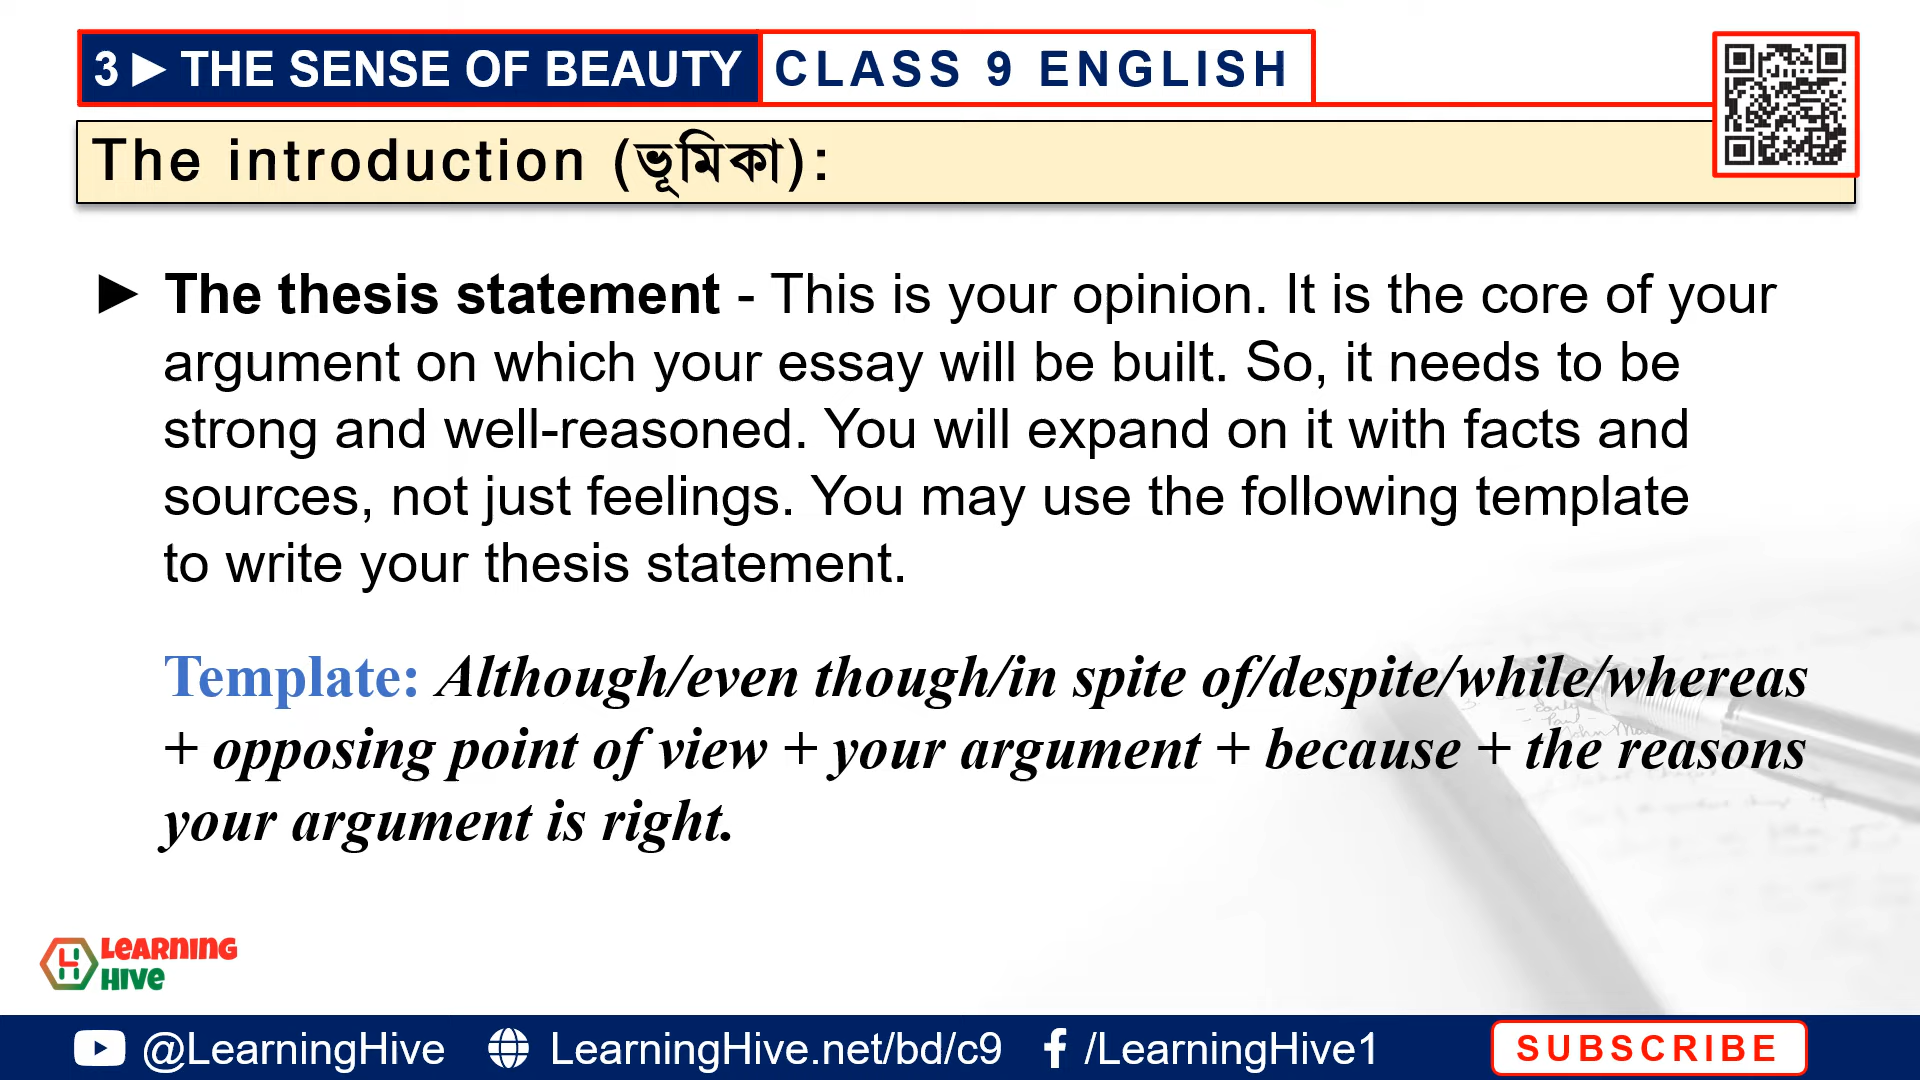 3►THE SENSE OF BEAUTY CLASS 9 ENGLISH
The introduction (ভূমিকা):
► The thesis statement - This is your opinion. It is the core of your
argument on which your essay will be built. So, it needs to be
strong and well-reasoned. You will expand on it with facts and
sources, not just feelings. You may use the following template
to write your thesis statement.
Template: Although/even though/in spite of/despite/while/whereas
+ opposing point of view + your argument + because + the reasons
your argument is right.
LEARNING
HIVE
@LearningHive LearningHive.net/bd/c9 /LearningHive1 SUBSCRIBE